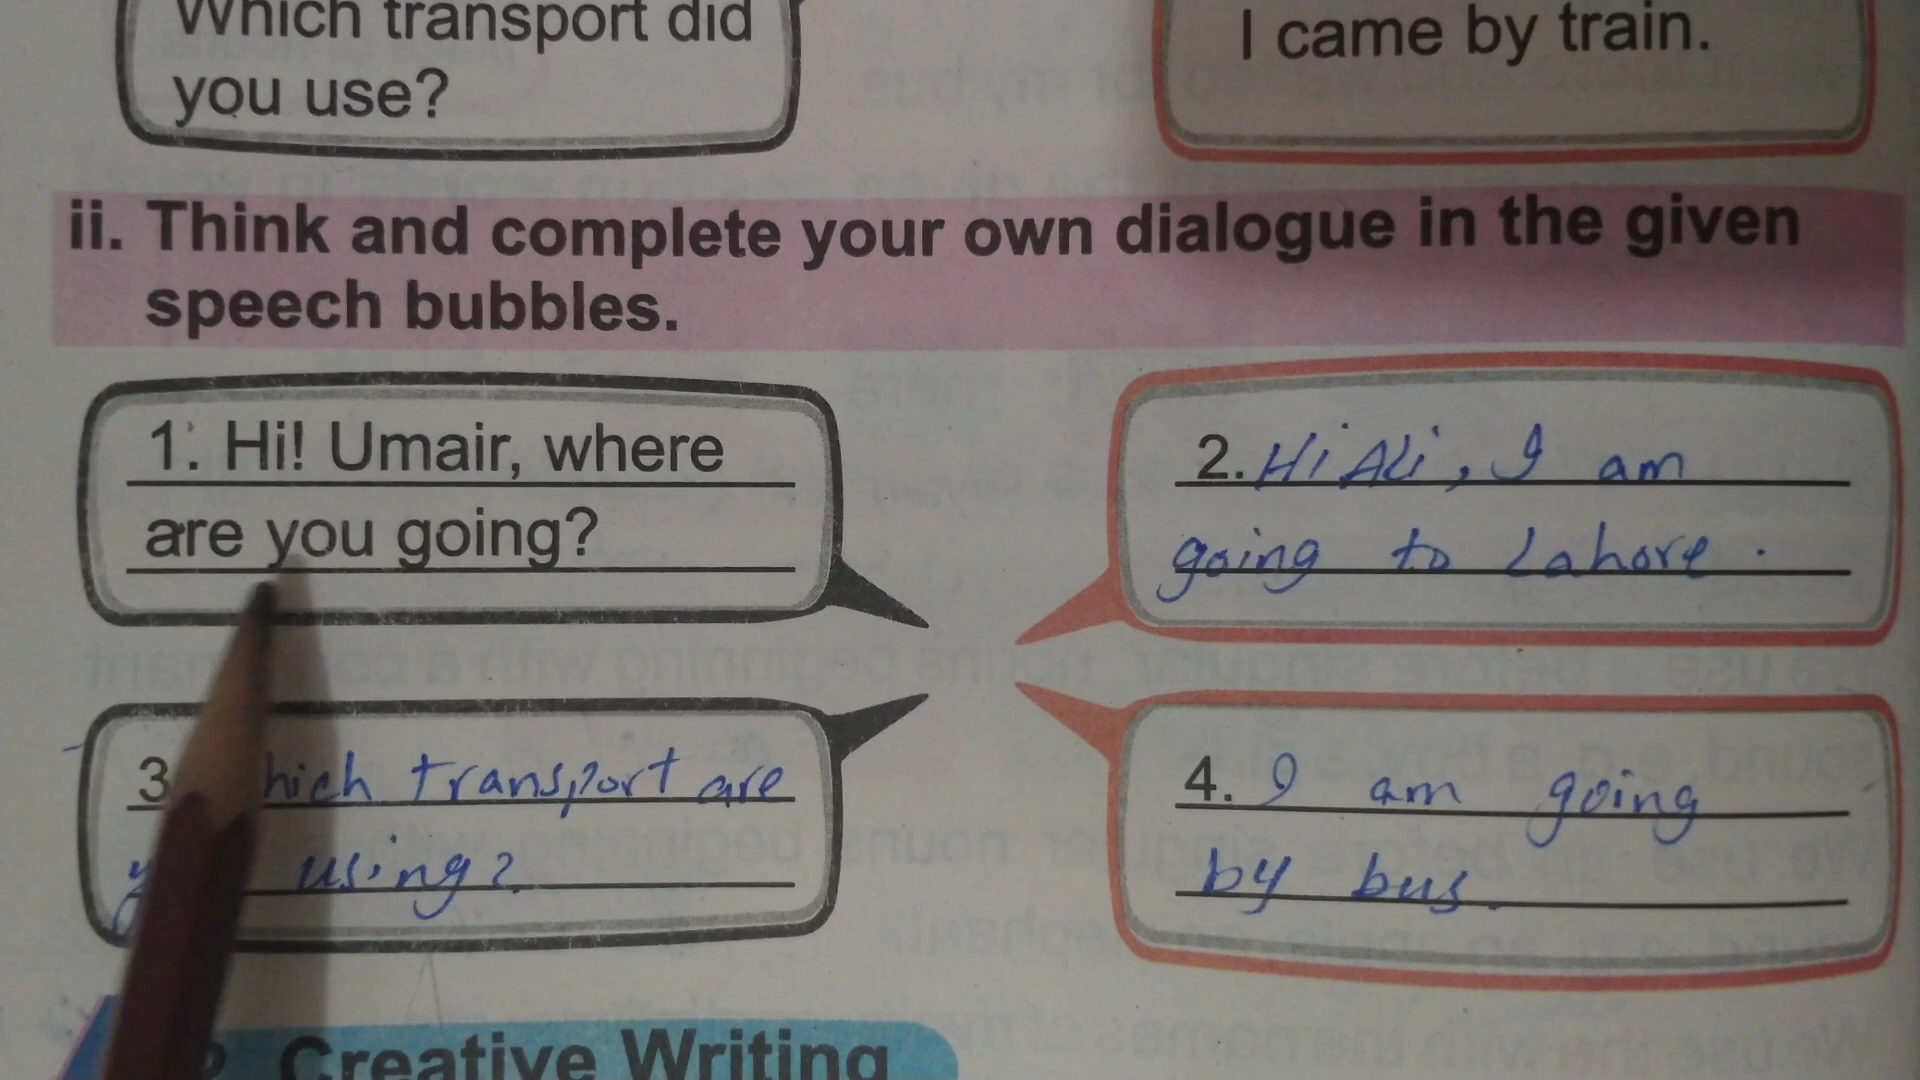 Which transport did
you use?
I came by train.
ii. Think and complete your own dialogue in the given
speech bubbles.
1. Hi! Umair, where
are you going?
2. Hi Ali, I am
going to Lahore.
3 hich transport are
using?
4. I am going
by bus.
Creative Writing